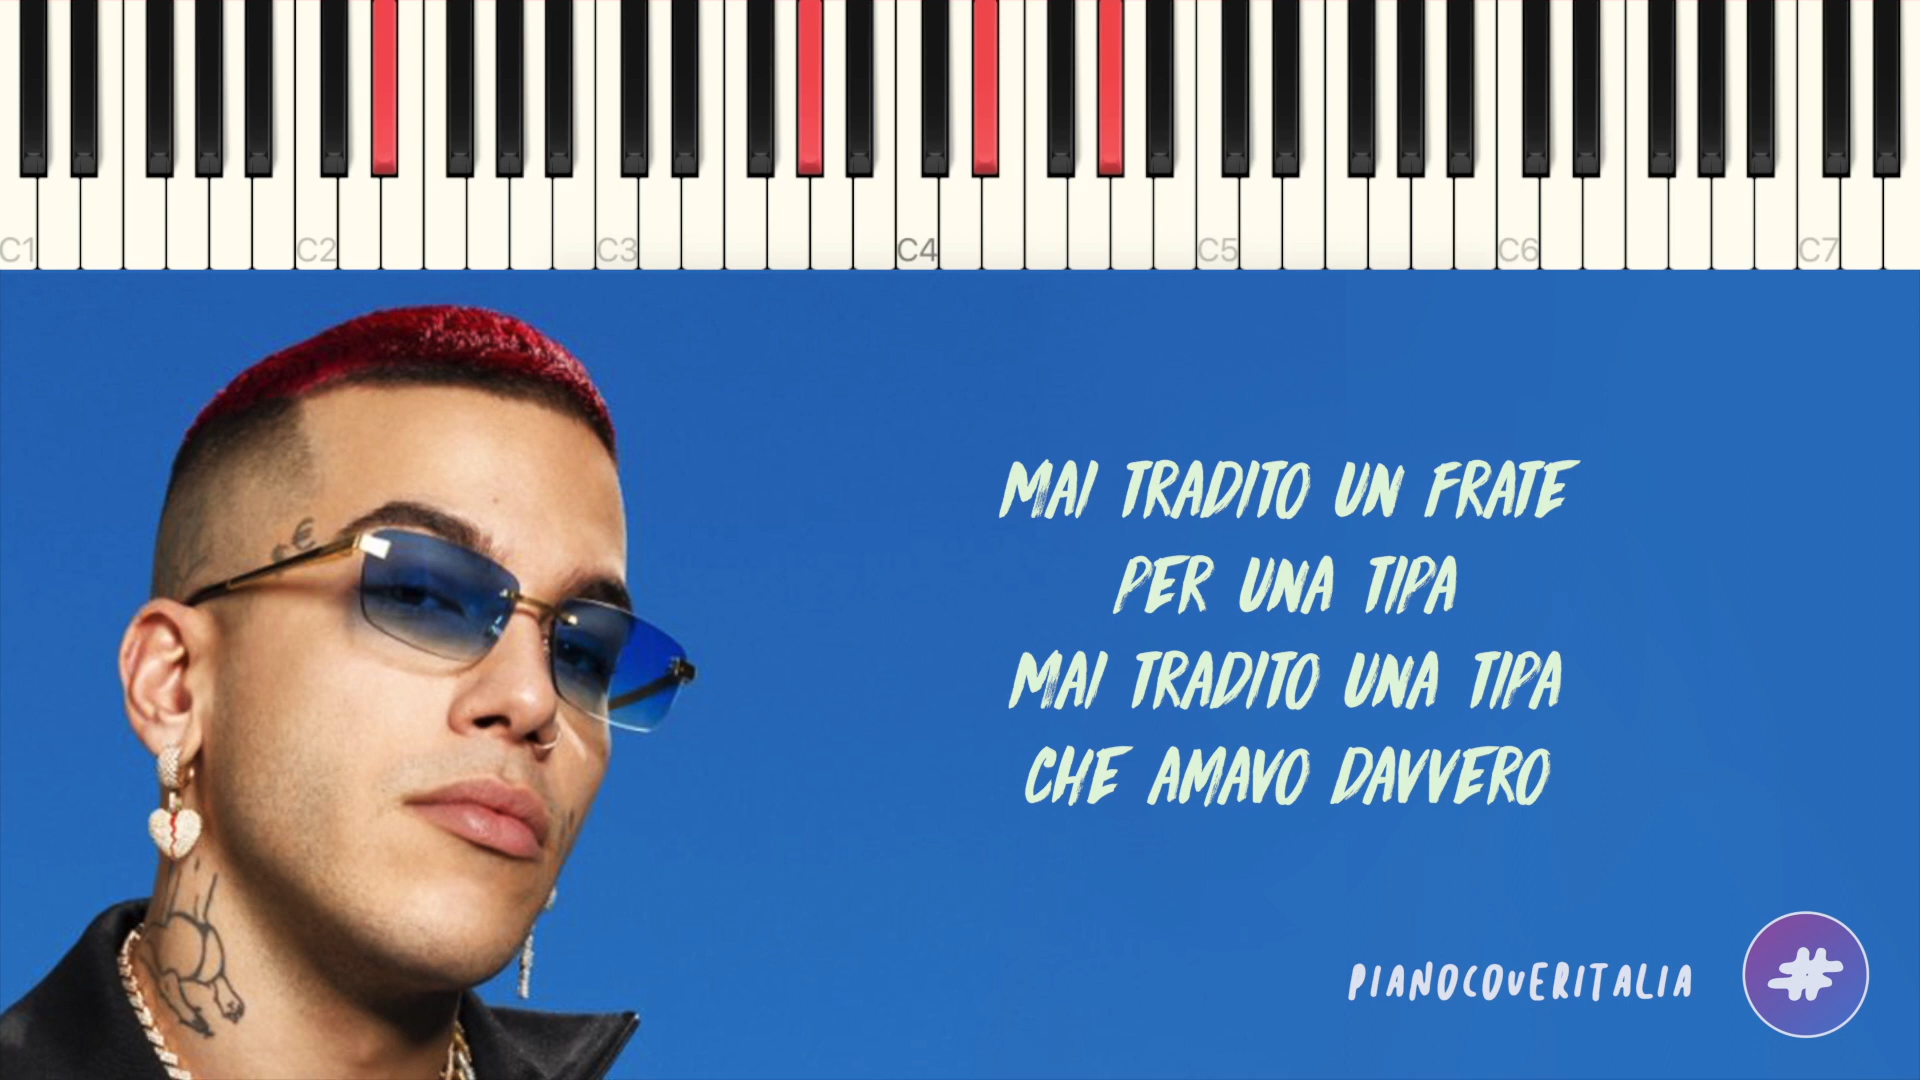 C1 C2 C3 C4 C5 C6 C7
MAI TRADITO UN FRATE
PER UNA TIPA
MAI TRADITO UNA TIPA
CHE AMAVO DAVVERO
PIANOCOVERITALIA
#